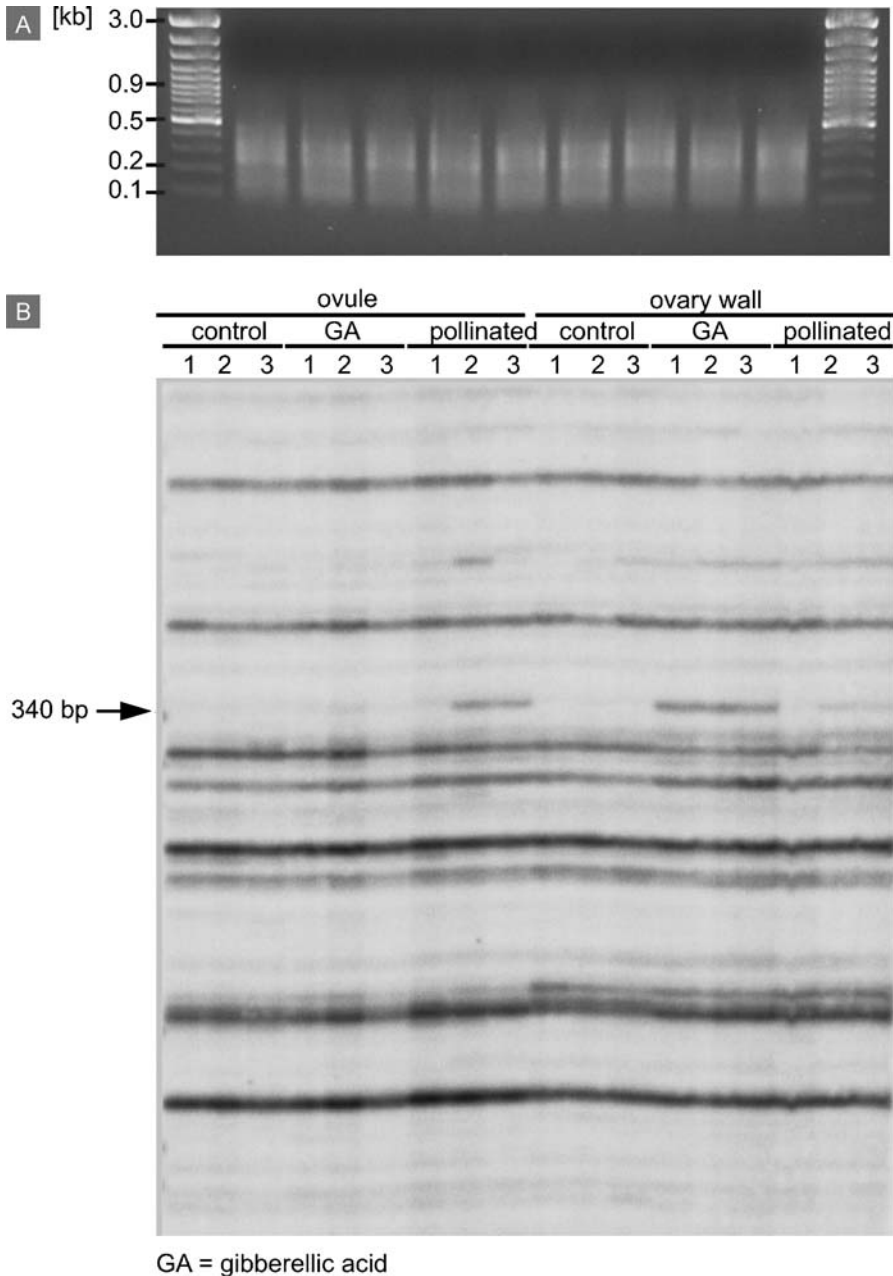 A [kb] 3.0
0.9
0.5
0.2
0.1
B
ovule ovary wall
control GA pollinated control GA pollinated
1 2 3 1 2 3 1 2 3 1 2 3 1 2 3 1 2 3
340 bp
GA = gibberellic acid